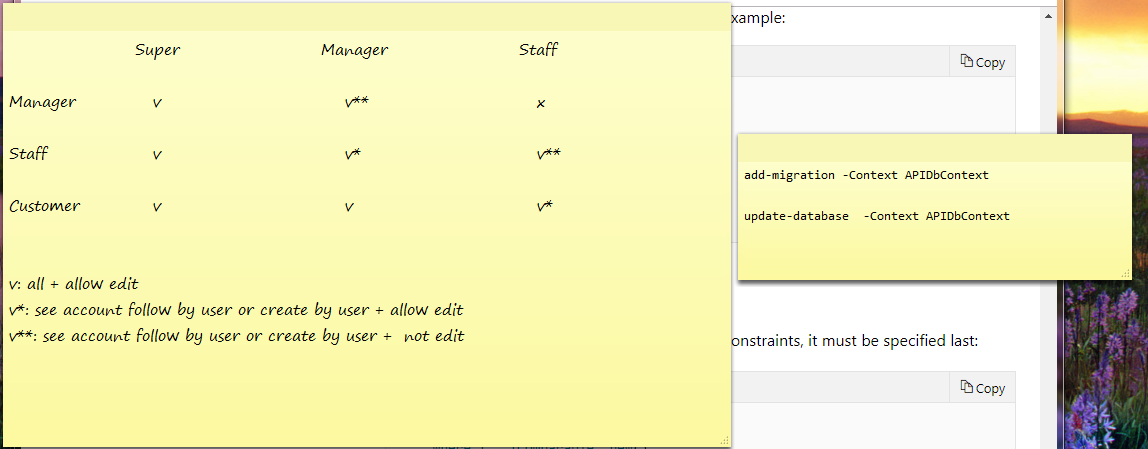 Super Manager Staff
Manager v v** x
Staff v v* v**
Customer v v v*
v: all + allow edit
v*: see account follow by user or create by user + allow edit
v**: see account follow by user or create by user + not edit
xample:
Copy
add-migration -Context APIDbContext
update-database -Context APIDbContext
onstraints, it must be specified last:
Copy